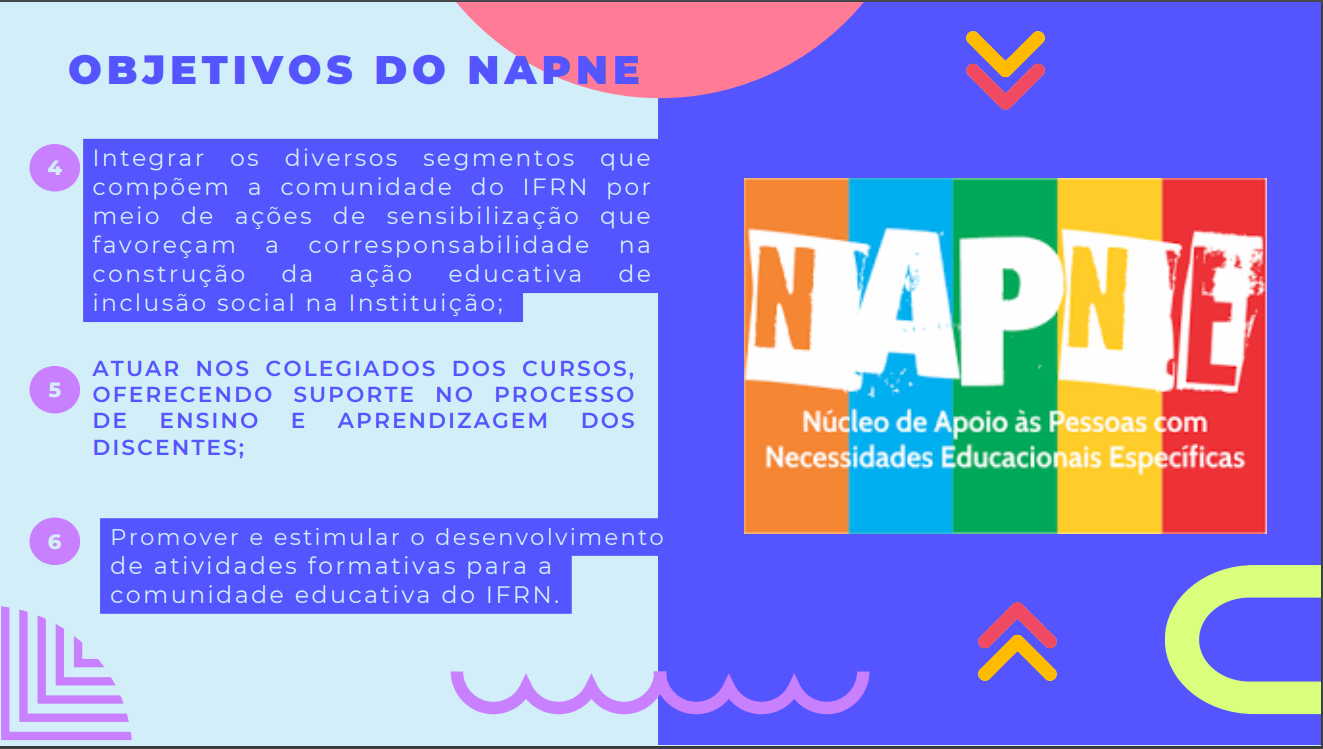 OBJETIVOS DO NAPNE
4
Integrar os diversos segmentos que
compõem a comunidade do IFRN por
meio de ações de sensibilização que
favoreçam a corresponsabilidade na
construção da ação educativa de
inclusão social na Instituição;
5
ATUAR NOS COLEGIADOS DOS CURSOS,
OFERECENDO SUPORTE NO PROCESSO
DE ENSINO E APRENDIZAGEM DOS
DISCENTES;
6
Promover e estimular o desenvolvimento
de atividades formativas para a
comunidade educativa do IFRN.
NAPNE
Núcleo de Apoio às Pessoas com
Necessidades Educacionais Específicas